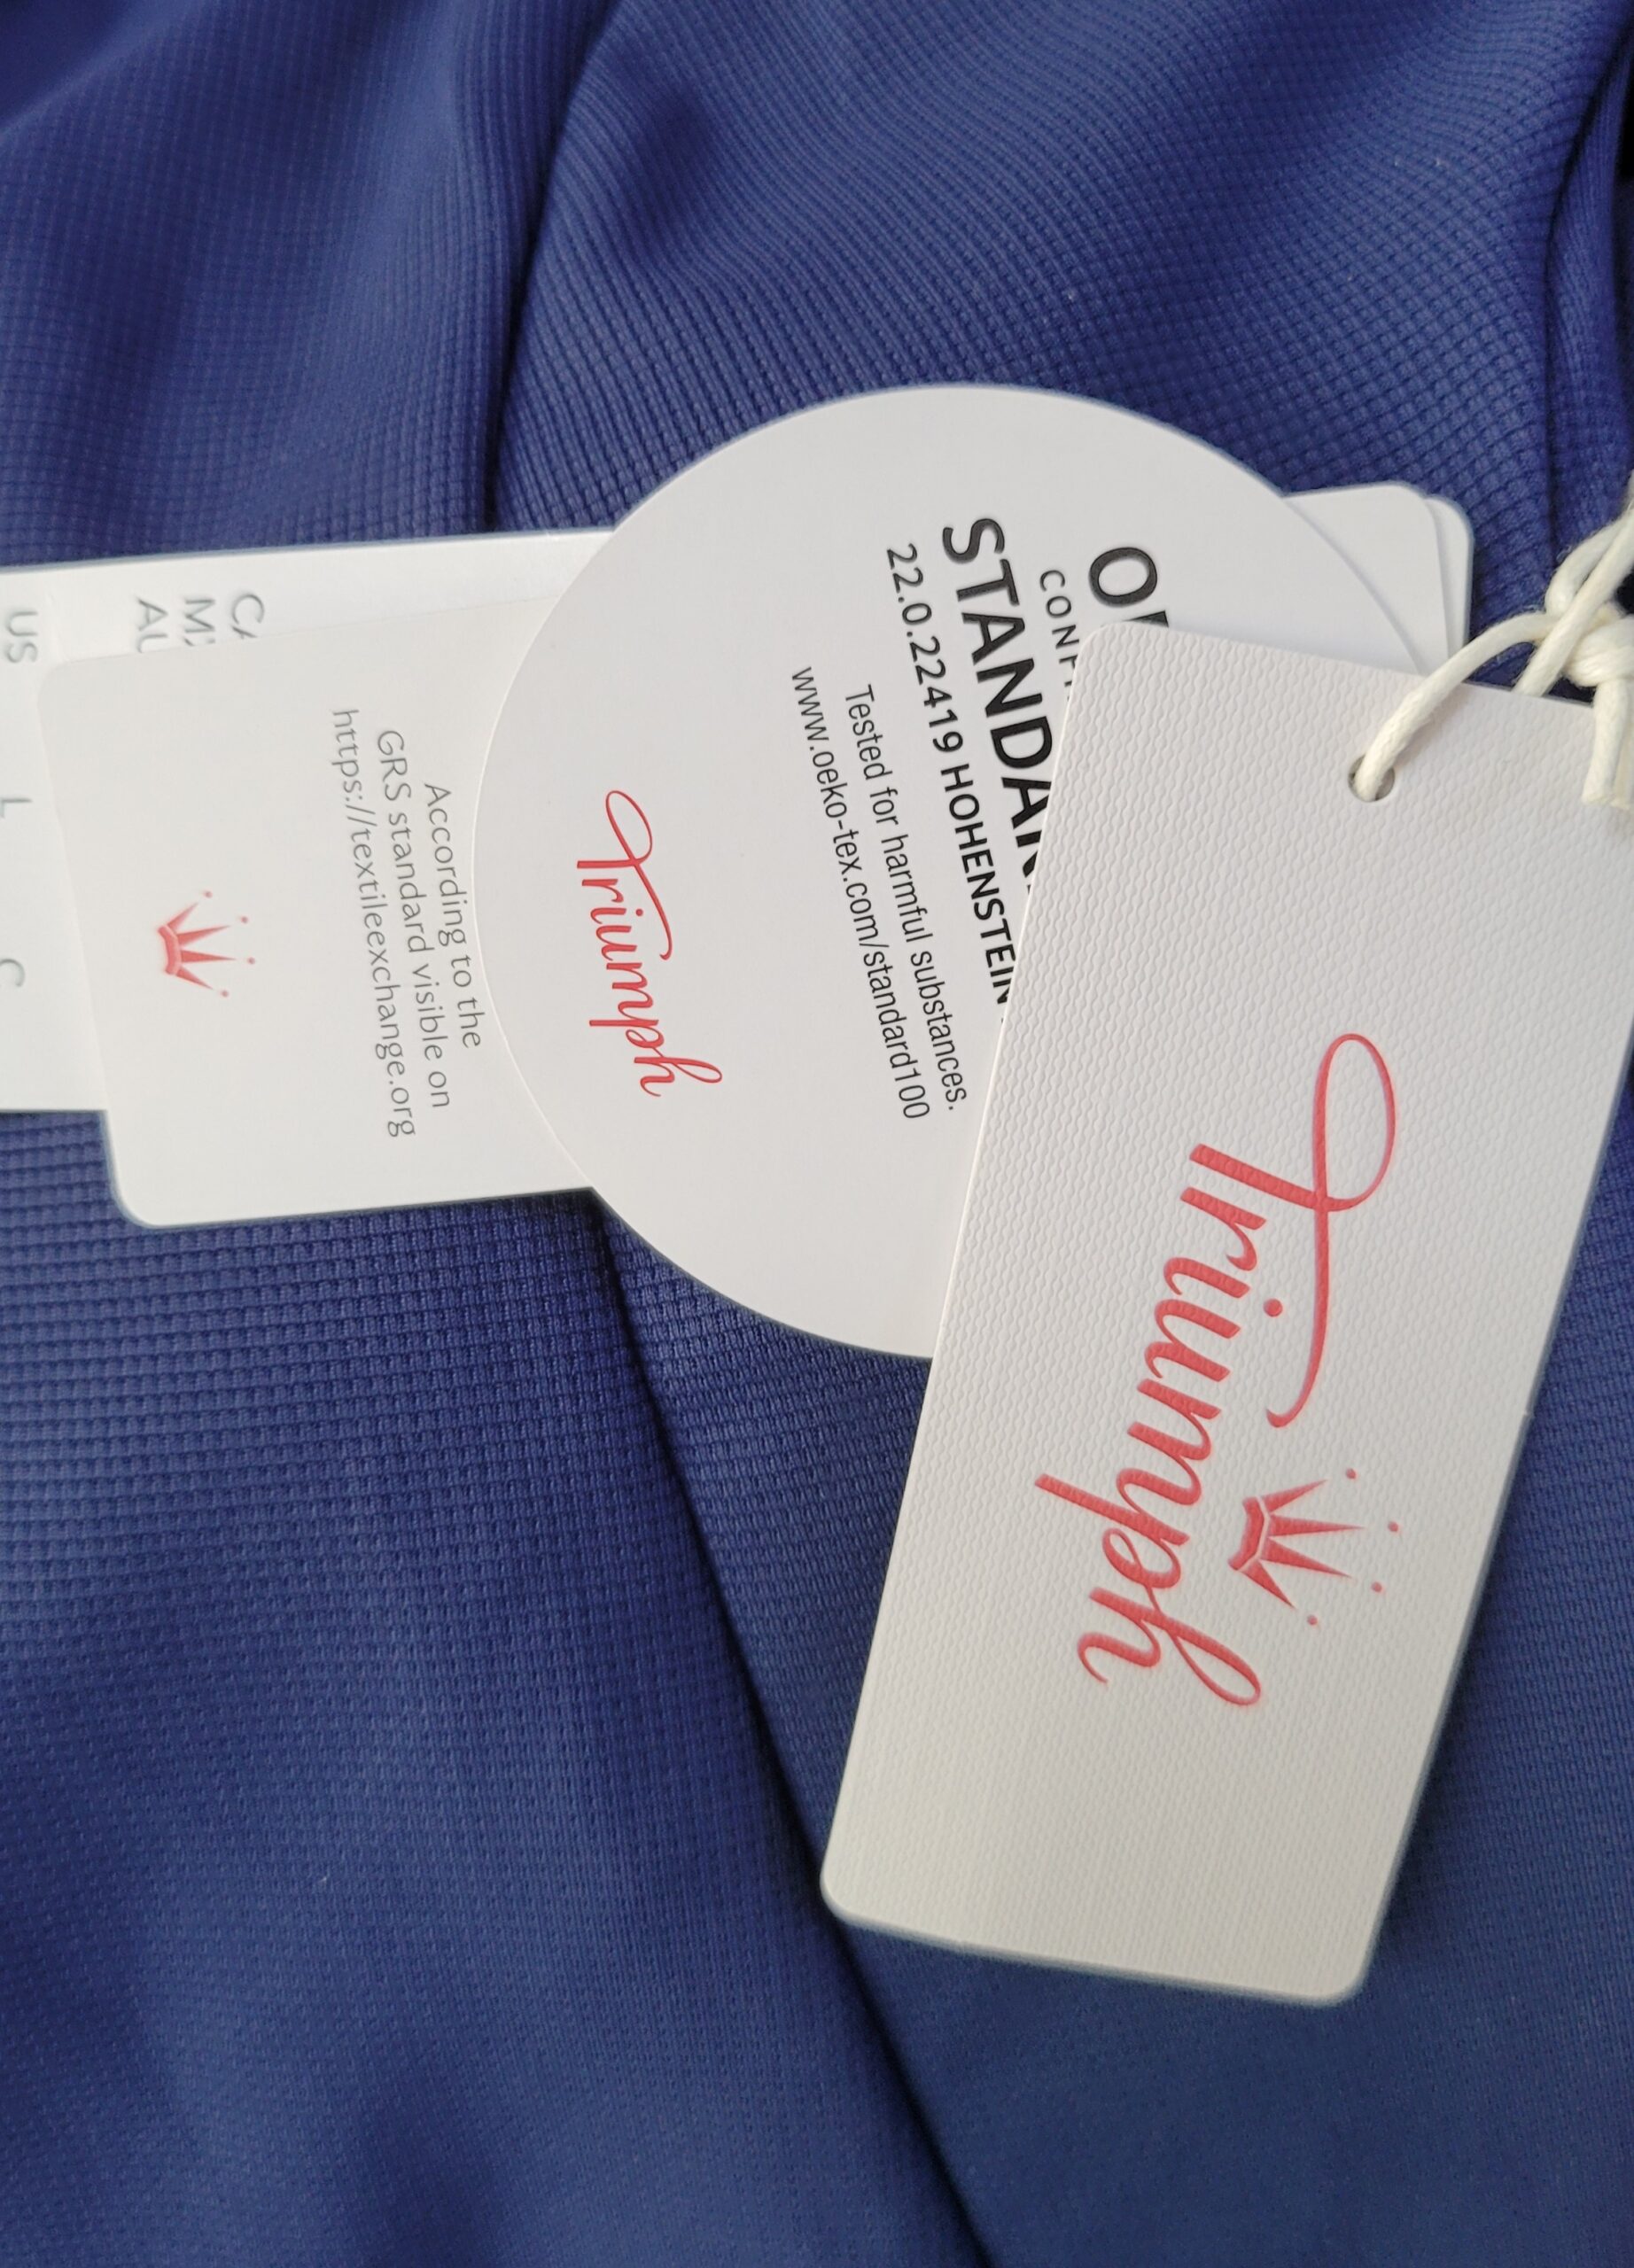 Triumph
STANDAR
22.0.22419 HOHENSTEIN
Tested for harmful substances.
www.oeko-tex.com/standard100
Triumph
According to the
GRS standard visible on
https://textileexchange.org
US L